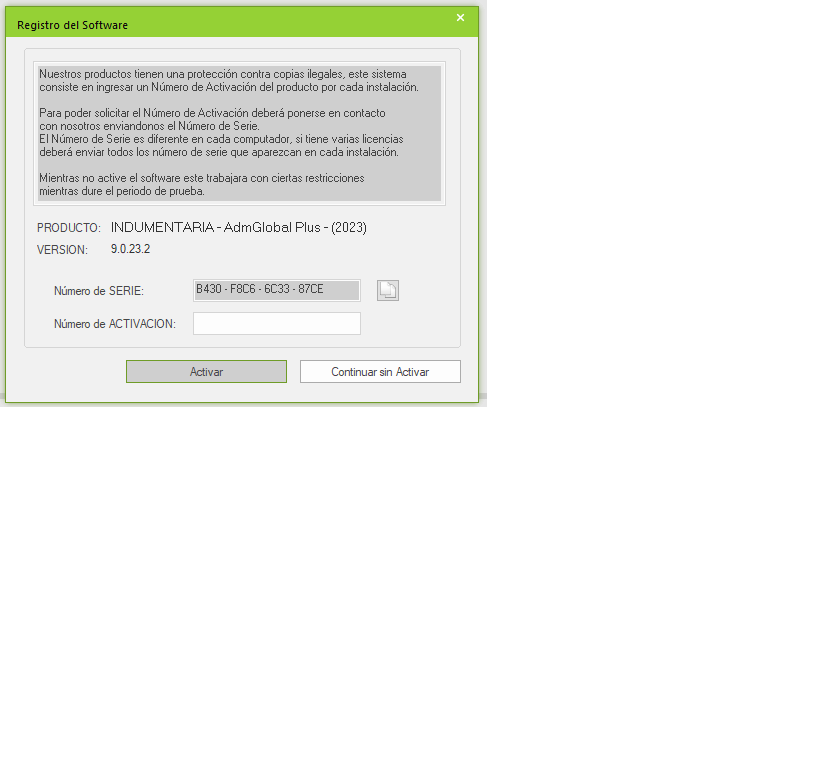 Registro del Software
Nuestros productos tienen una protección contra copias ilegales, este sistema
consiste en ingresar un Número de Activación del producto por cada instalación.
Para poder solicitar el Número de Activación deberá ponerse en contacto
con nosotros enviandonos el Número de Serie.
El Número de Serie es diferente en cada computador, si tiene varias licencias
deberá enviar todos los número de serie que aparezcan en cada instalación.
Mientras no active el software este trabajara con ciertas restricciones
mientras dure el periodo de prueba.
PRODUCTO: INDUMENTARIA - AdmGlobal Plus - (2023)
VERSION: 9.0.23.2
Número de SERIE: B430 - F8C6 - 6C33 - 87CE
Número de ACTIVACION:
Activar Continuar sin Activar